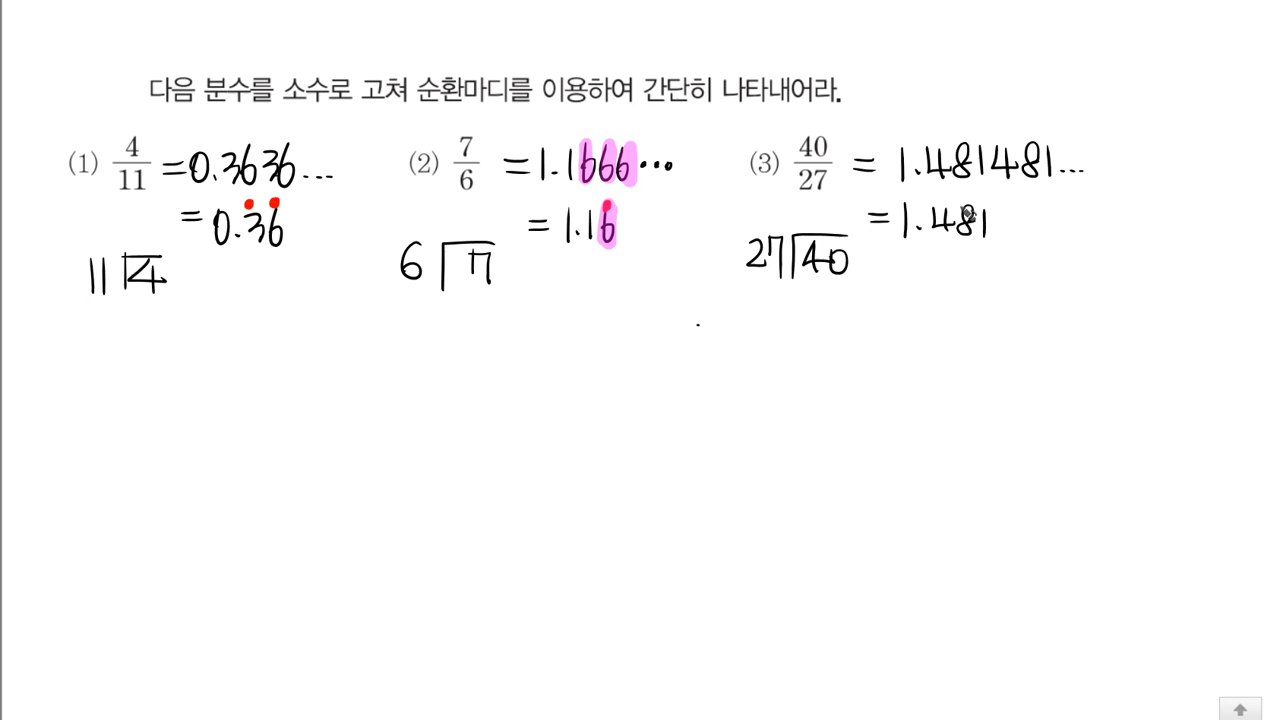 다음 분수를 소수로 고쳐 순환마디를 이용하여 간단히 나타내어라.
(1) 4/11 = 0.3636...
= 0.3̇6̇
11 4
(2) 7/6 = 1.1666...
= 1.16̇
6 7
(3) 40/27 = 1.481481...
= 1.481
27 40